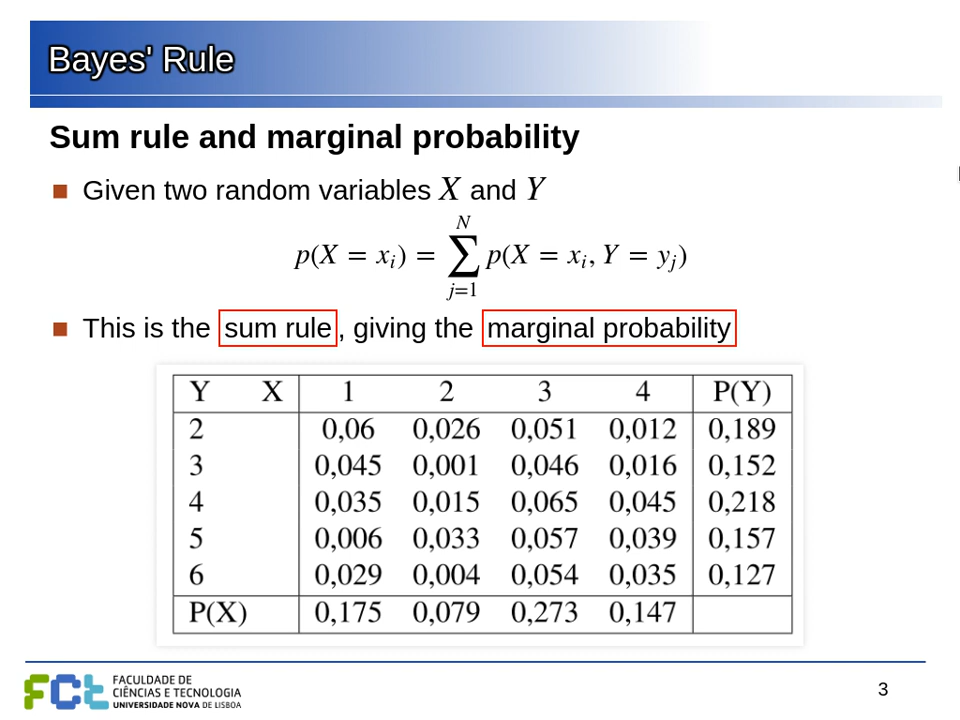 Bayes' Rule
Sum rule and marginal probability
Given two random variables X and Y
p(X = xᵢ) = ∑_{j=1}^{N} p(X = xᵢ, Y = yⱼ)
This is the sum rule, giving the marginal probability
Y X 1 2 3 4 P(Y)
2 0,06 0,026 0,051 0,012 0,189
3 0,045 0,001 0,046 0,016 0,152
4 0,035 0,015 0,065 0,045 0,218
5 0,006 0,033 0,057 0,039 0,157
6 0,029 0,004 0,054 0,035 0,127
P(X) 0,175 0,079 0,273 0,147
FCt
FACULDADE DE
CIÊNCIAS E TECNOLOGIA
UNIVERSIDADE NOVA DE LISBOA
3